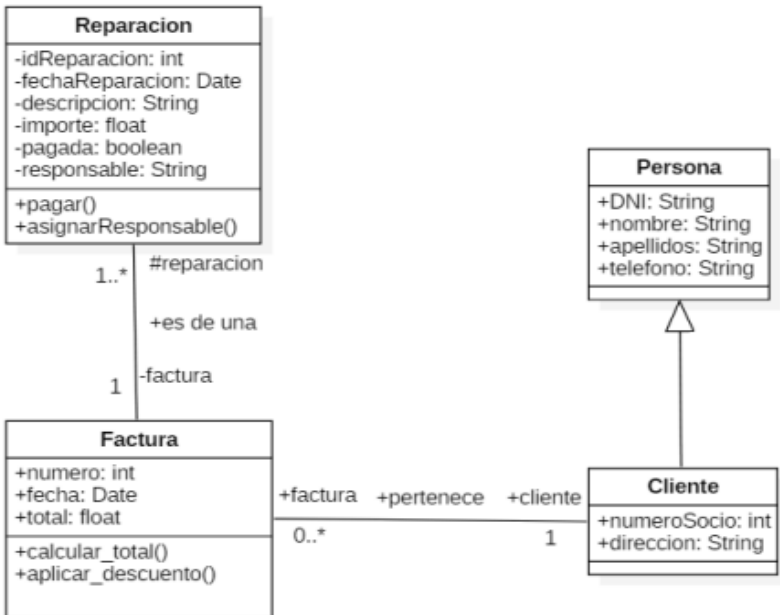 Reparacion
-idReparacion: int
-fechaReparacion: Date
-descripcion: String
-importe: float
-pagada: boolean
-responsable: String
+pagar()
+asignarResponsable()
#reparacion
1..*
+es de una
-factura
1
Persona
+DNI: String
+nombre: String
+apellidos: String
+telefono: String
Factura
+numero: int
+fecha: Date
+total: float
+calcular_total()
+aplicar_descuento()
+factura +pertenece +cliente
0..* 1
Cliente
+numeroSocio: int
+direccion: String